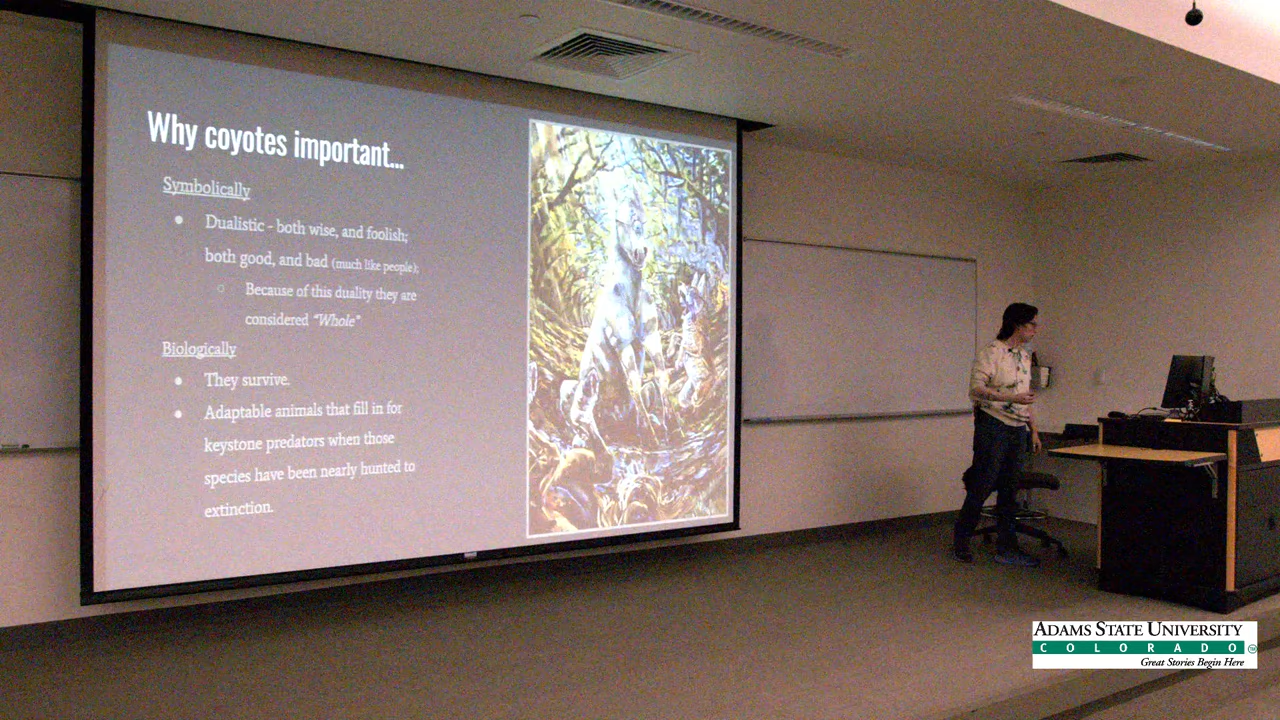 Why coyotes important...
Symbolically
● Dualistic - both wise, and foolish;
both good, and bad (much like people);
○ Because of this duality they are
considered "Whole"
Biologically
● They survive.
● Adaptable animals that fill in for
keystone predators when those
species have been nearly hunted to
extinction.
ADAMS STATE UNIVERSITY
COLORADO
Great Stories Begin Here